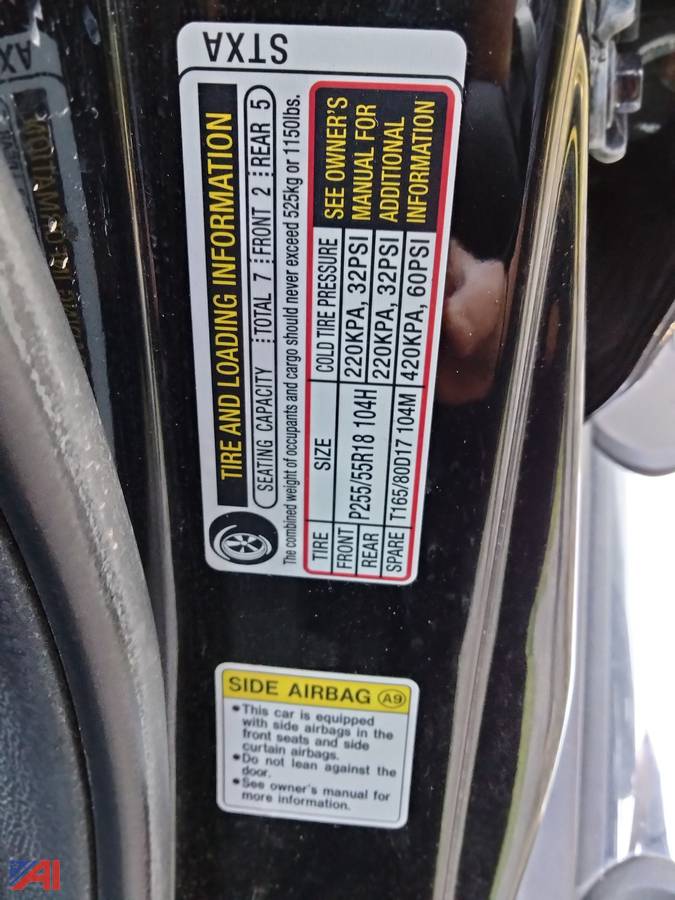 STXA
TIRE AND LOADING INFORMATION
SEATING CAPACITY TOTAL 7 FRONT 2 REAR 5
The combined weight of occupants and cargo should never exceed 525kg or 1150lbs.
TIRE SIZE COLD TIRE PRESSURE
FRONT P255/55R18 104H 220KPA, 32PSI
REAR 220KPA, 32PSI
SPARE T165/80D17 104M 420KPA, 60PSI
SEE OWNER'S
MANUAL FOR
ADDITIONAL
INFORMATION
SIDE AIRBAG A9
•This car is equipped
with side airbags in the
front seats and side
curtain airbags.
•Do not lean against the
door.
•See owner's manual for
more information.
AI